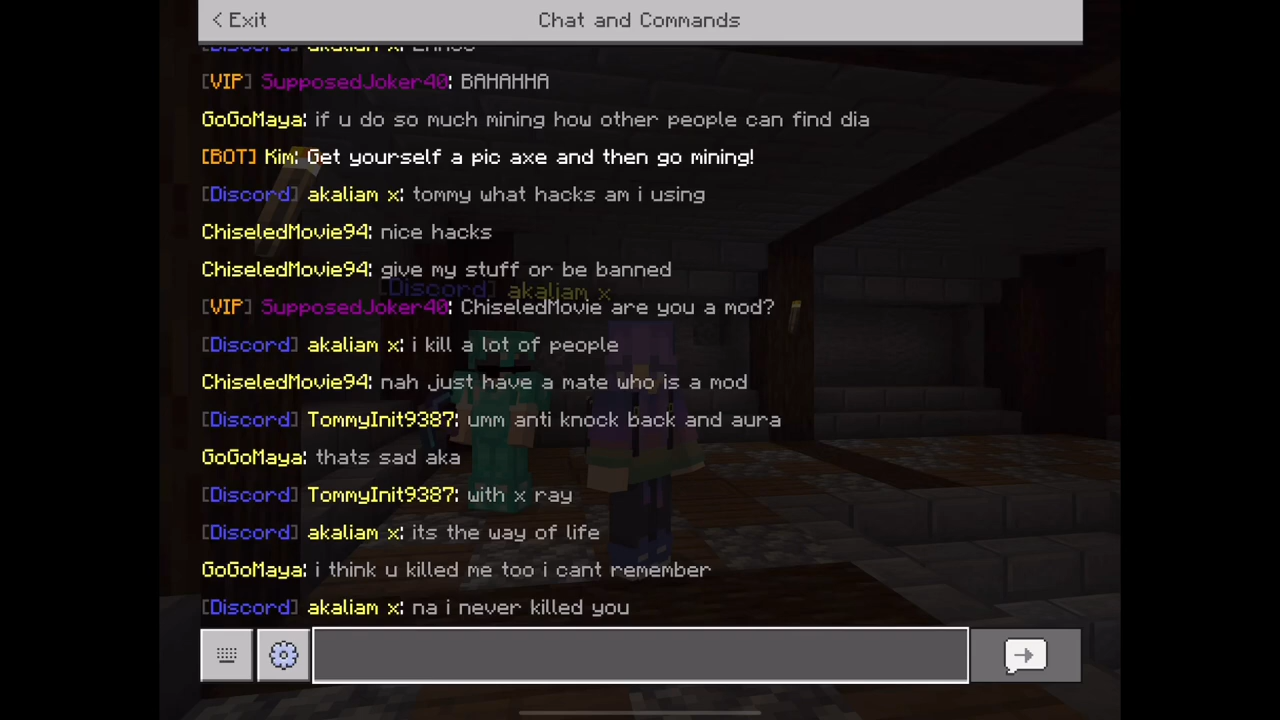 < Exit
Chat and Commands
[Discord] akaliam x:
[VIP] SupposedJoker40: BAHAHHA
GoGoMaya: if u do so much mining how other people can find dia
[BOT] Kim: Get yourself a pic axe and then go mining!
[Discord] akaliam x: tommy what hacks am i using
ChiseledMovie94: nice hacks
ChiseledMovie94: give my stuff or be banned
[Discord] akaliam x
[VIP] SupposedJoker40: ChiseledMovie are you a mod?
[Discord] akaliam x: i kill a lot of people
ChiseledMovie94: nah just have a mate who is a mod
[Discord] TommyInit9387: umm anti knock back and aura
GoGoMaya: thats sad aka
[Discord] TommyInit9387: with x ray
[Discord] akaliam x: its the way of life
GoGoMaya: i think u killed me too i cant remember
[Discord] akaliam x: na i never killed you